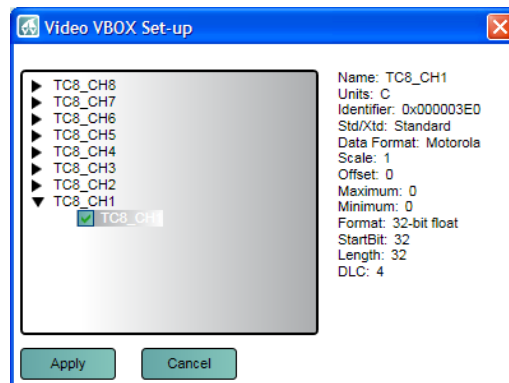 Video VBOX Set-up
TC8_CH8
TC8_CH7
TC8_CH6
TC8_CH5
TC8_CH4
TC8_CH3
TC8_CH2
TC8_CH1
TC8_CH
Name: TC8_CH1
Units: C
Identifier: 0x000003E0
Std/Xtd: Standard
Data Format: Motorola
Scale: 1
Offset: 0
Maximum: 0
Minimum: 0
Format: 32-bit float
StartBit: 32
Length: 32
DLC: 4
Apply
Cancel